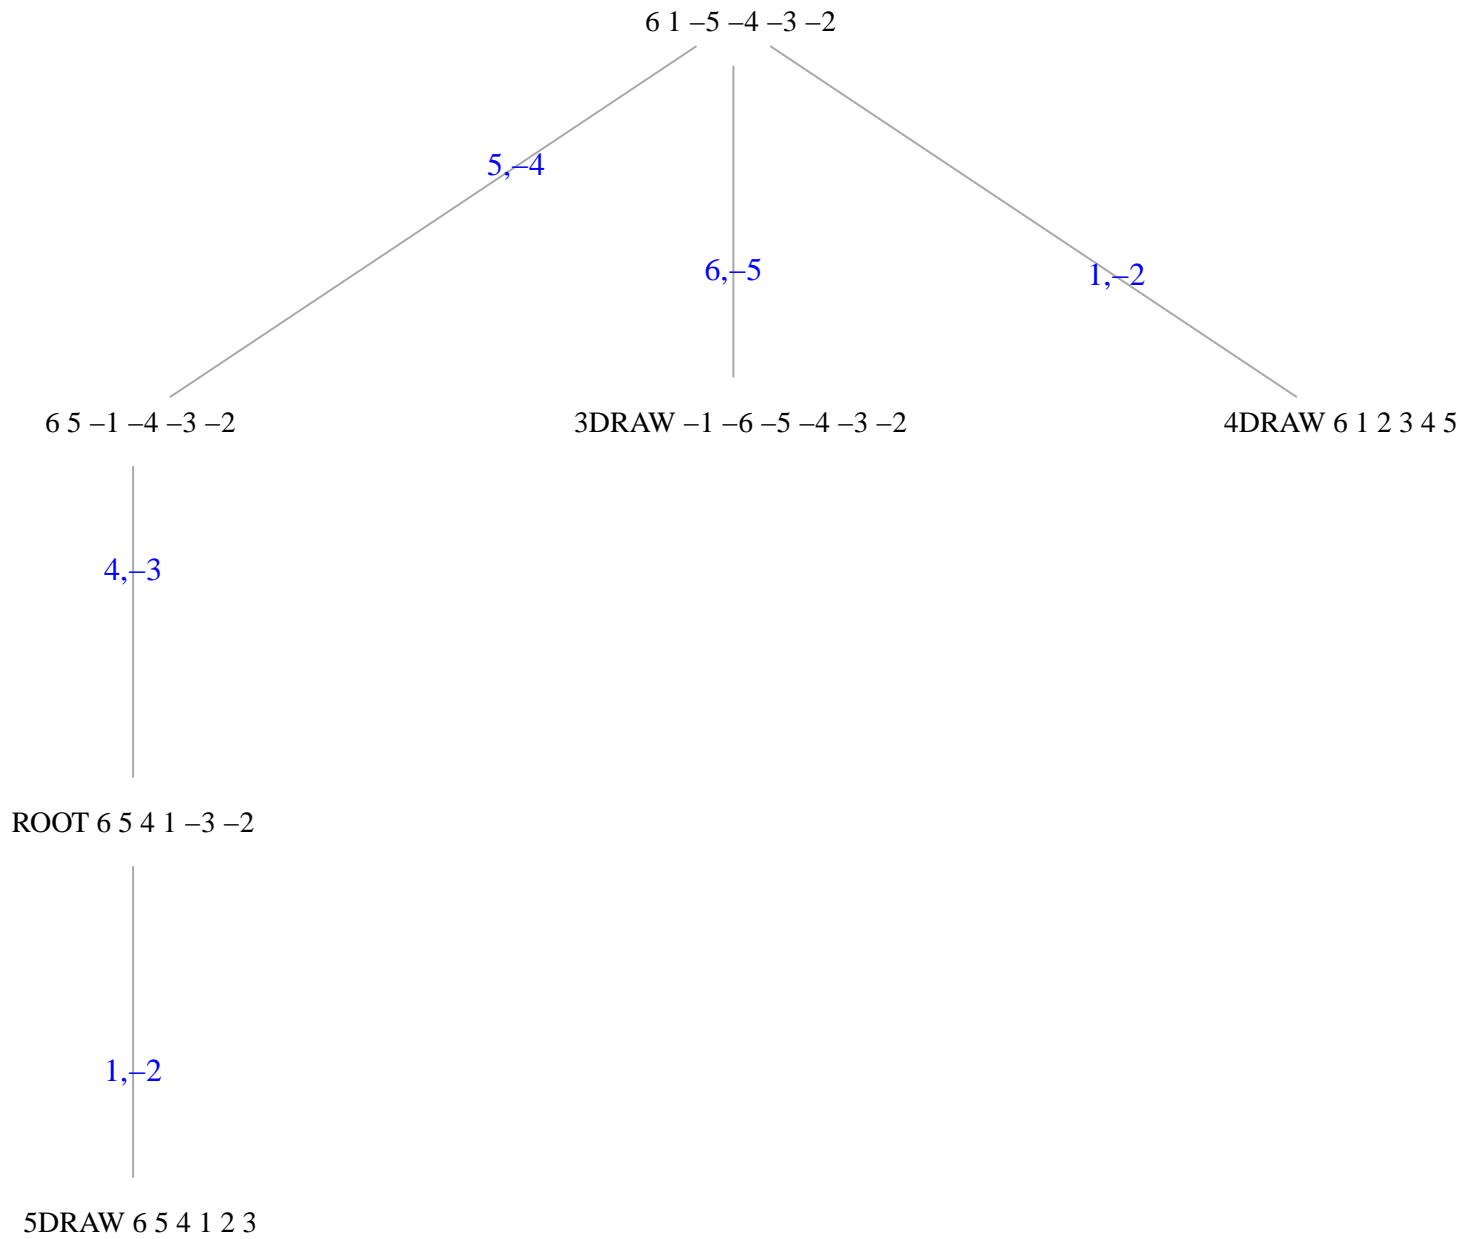 6 1 –5 –4 –3 –2
5,–4
6,–5
1,–2
6 5 –1 –4 –3 –2
3DRAW –1 –6 –5 –4 –3 –2
4DRAW 6 1 2 3 4 5
4,–3
ROOT 6 5 4 1 –3 –2
1,–2
5DRAW 6 5 4 1 2 3